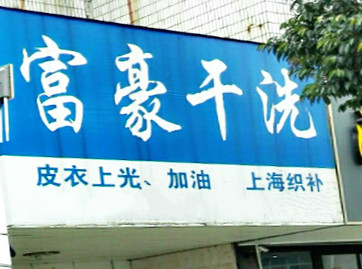 富豪干洗
皮衣上光、加油 上海织补